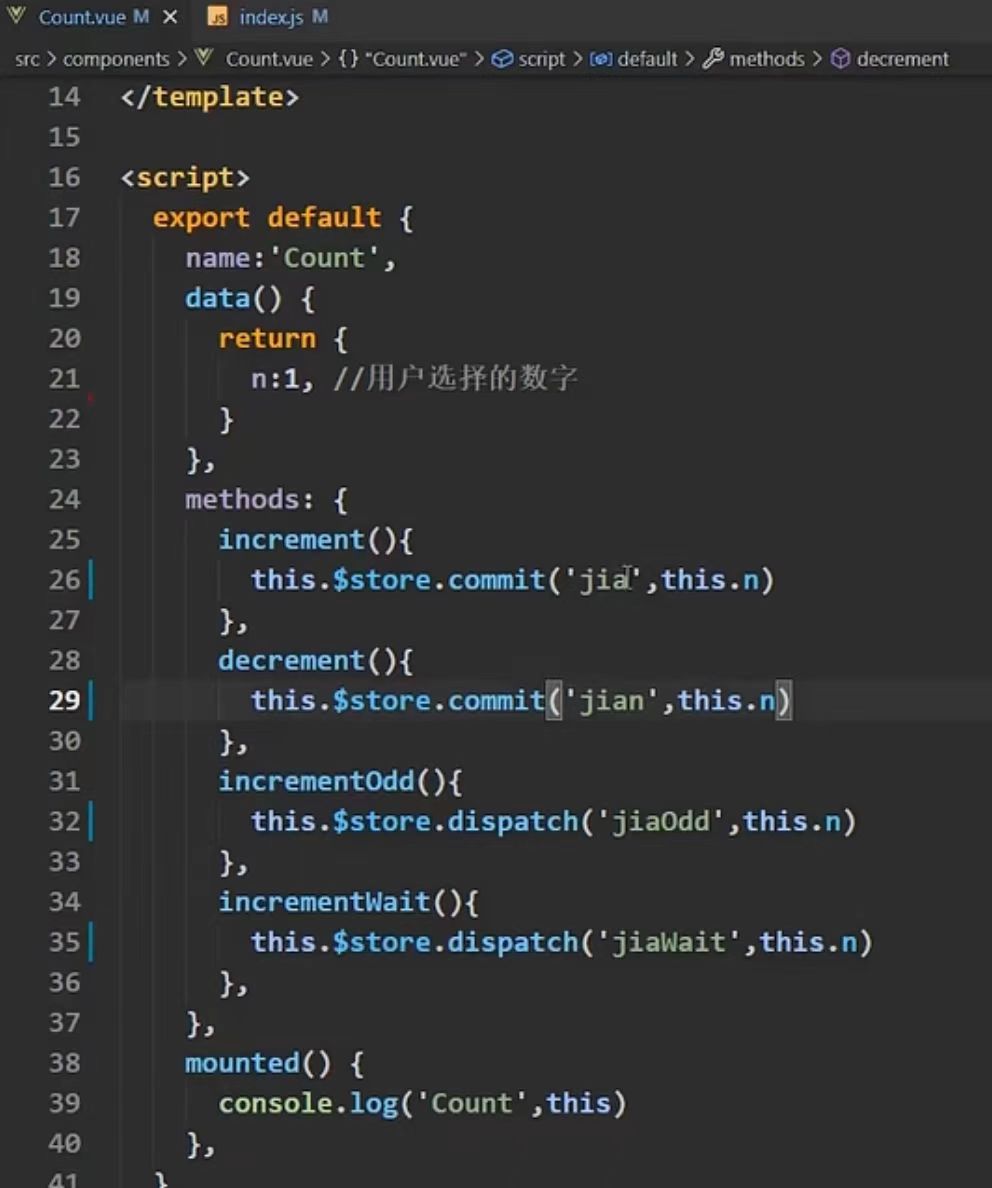 Count.vue M × JS index.js M
src > components > Count.vue > {} "Count.vue" > script > default > methods > decrement
14 </template>
15
16 <script>
17 export default {
18 name:'Count',
19 data() {
20 return {
21 n:1, //用户选择的数字
22 }
23 },
24 methods: {
25 increment(){
26 this.$store.commit('jia',this.n)
27 },
28 decrement(){
29 this.$store.commit('jian',this.n)
30 },
31 incrementOdd(){
32 this.$store.dispatch('jiaOdd',this.n)
33 },
34 incrementWait(){
35 this.$store.dispatch('jiaWait',this.n)
36 },
37 },
38 mounted() {
39 console.log('Count',this)
40 },
41 }